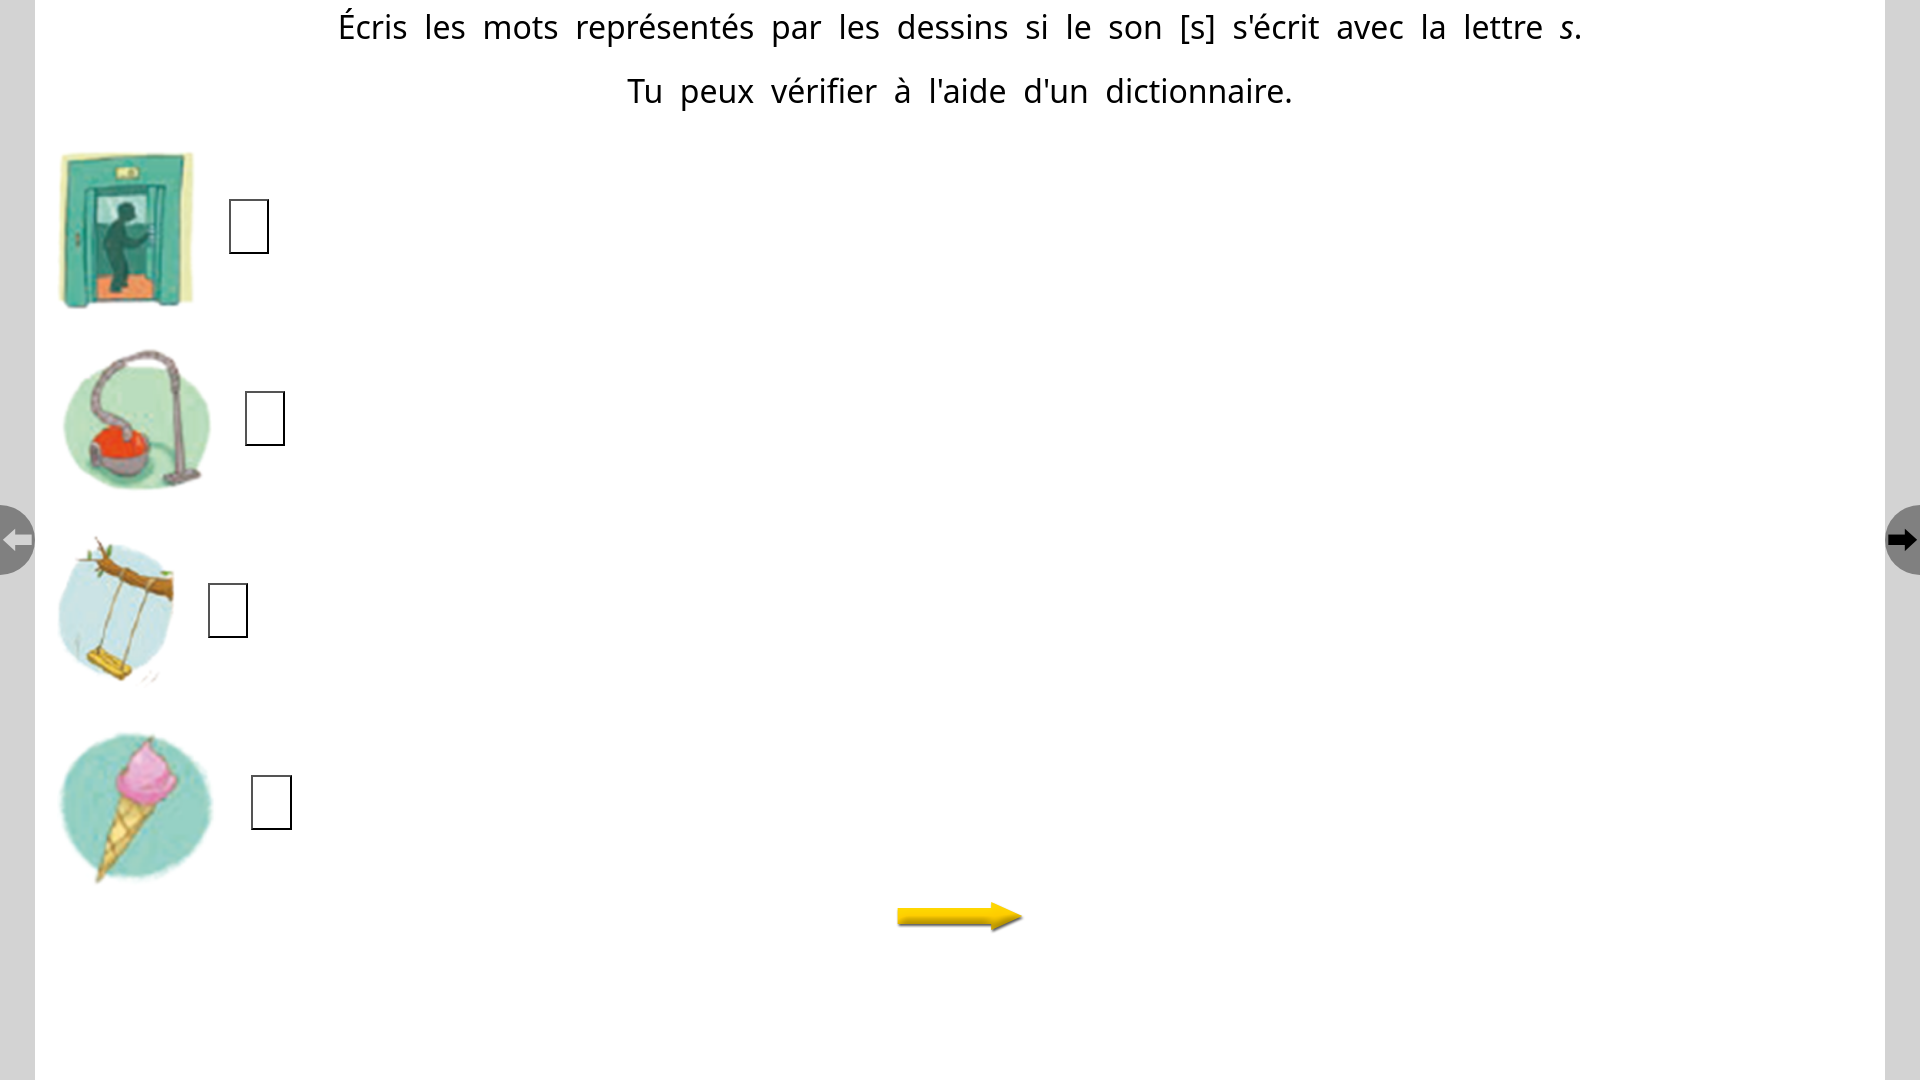 Écris les mots représentés par les dessins si le son [s] s'écrit avec la lettre s.
Tu peux vérifier à l'aide d'un dictionnaire.